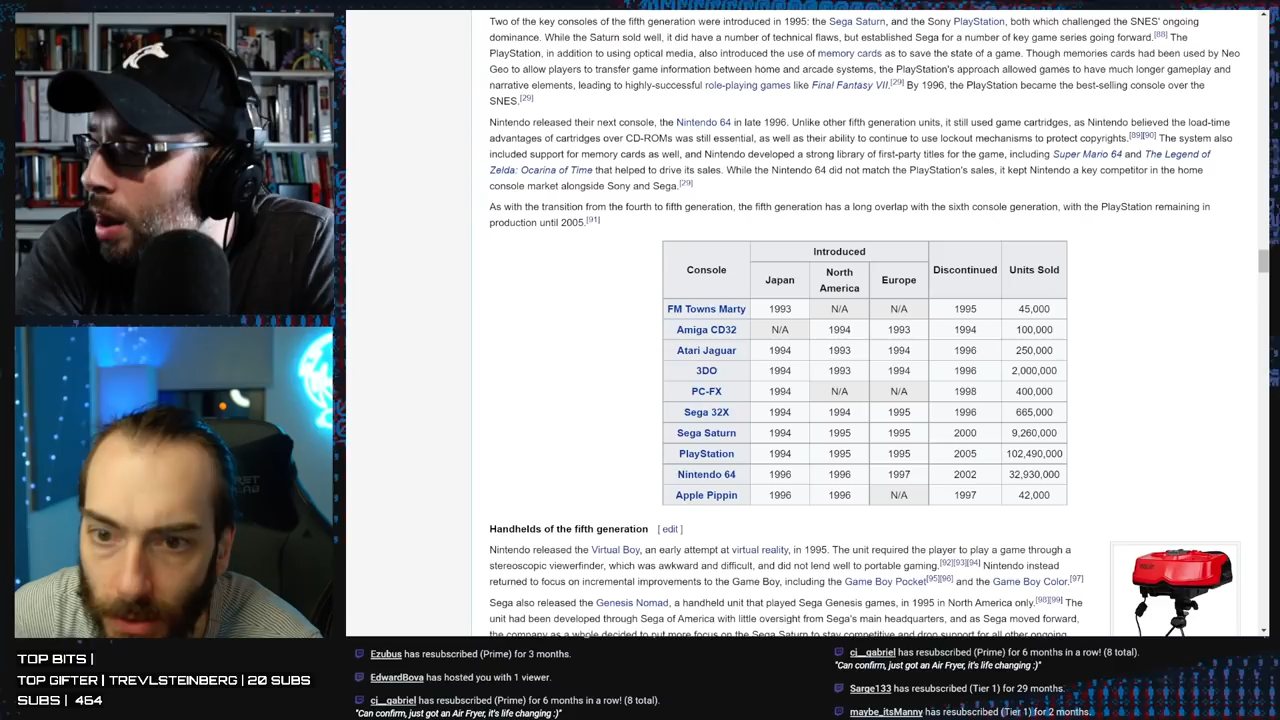 Two of the key consoles of the fifth generation were introduced in 1995: the Sega Saturn, and the Sony PlayStation, both which challenged the SNES' ongoing
dominance. While the Saturn sold well, it did have a number of technical flaws, but established Sega for a number of key game series going forward.[88] The
PlayStation, in addition to using optical media, also introduced the use of memory cards as to save the state of a game. Though memories cards had been used by Neo
Geo to allow players to transfer game information between home and arcade systems, the PlayStation's approach allowed games to have much longer gameplay and
narrative elements, leading to highly-successful role-playing games like Final Fantasy VII.[29] By 1996, the PlayStation became the best-selling console over the
SNES.[29]
Nintendo released their next console, the Nintendo 64 in late 1996. Unlike other fifth generation units, it still used game cartridges, as Nintendo believed the load-time
advantages of cartridges over CD-ROMs was still essential, as well as their ability to continue to use lockout mechanisms to protect copyrights.[89][90] The system also
included support for memory cards as well, and Nintendo developed a strong library of first-party titles for the game, including Super Mario 64 and The Legend of
Zelda: Ocarina of Time that helped to drive its sales. While the Nintendo 64 did not match the PlayStation's sales, it kept Nintendo a key competitor in the home
console market alongside Sony and Sega.[29]
As with the transition from the fourth to fifth generation, the fifth generation has a long overlap with the sixth console generation, with the PlayStation remaining in
production until 2005.[91]
Console Introduced Discontinued Units Sold
Japan North America Europe
FM Towns Marty 1993 N/A N/A 1995 45,000
Amiga CD32 N/A 1994 1993 1994 100,000
Atari Jaguar 1994 1993 1994 1996 250,000
3DO 1994 1993 1994 1996 2,000,000
PC-FX 1994 N/A N/A 1998 400,000
Sega 32X 1994 1994 1995 1996 665,000
Sega Saturn 1994 1995 1995 2000 9,260,000
PlayStation 1994 1995 1995 2005 102,490,000
Nintendo 64 1996 1996 1997 2002 32,930,000
Apple Pippin 1996 1996 N/A 1997 42,000
Handhelds of the fifth generation [ edit ]
Nintendo released the Virtual Boy, an early attempt at virtual reality, in 1995. The unit required the player to play a game through a
stereoscopic viewerfinder, which was awkward and difficult, and did not lend well to portable gaming.[92][93][94] Nintendo instead
returned to focus on incremental improvements to the Game Boy, including the Game Boy Pocket[95][96] and the Game Boy Color.[97]
Sega also released the Genesis Nomad, a handheld unit that played Sega Genesis games, in 1995 in North America only.[98][99] The
unit had been developed through Sega of America with little oversight from Sega's main headquarters, and as Sega moved forward,
the company as a whole decided to put more focus on the Sega Saturn to stay competitive and drop support for all other ongoing
TOP BITS |
TOP GIFTER | TREVLSTEINBERG | 20 SUBS
SUBS | 464
Ezubus has resubscribed (Prime) for 3 months.
EdwardBova has hosted you with 1 viewer.
cj__gabriel has resubscribed (Prime) for 6 months in a row! (8 total).
"Can confirm, just got an Air Fryer, it's life changing :)"
cj__gabriel has resubscribed (Prime) for 6 months in a row! (8 total).
"Can confirm, just got an Air Fryer, it's life changing :)"
Sarge133 has resubscribed (Tier 1) for 29 months.
maybe_itsManny has resubscribed (Tier 1) for 2 months.